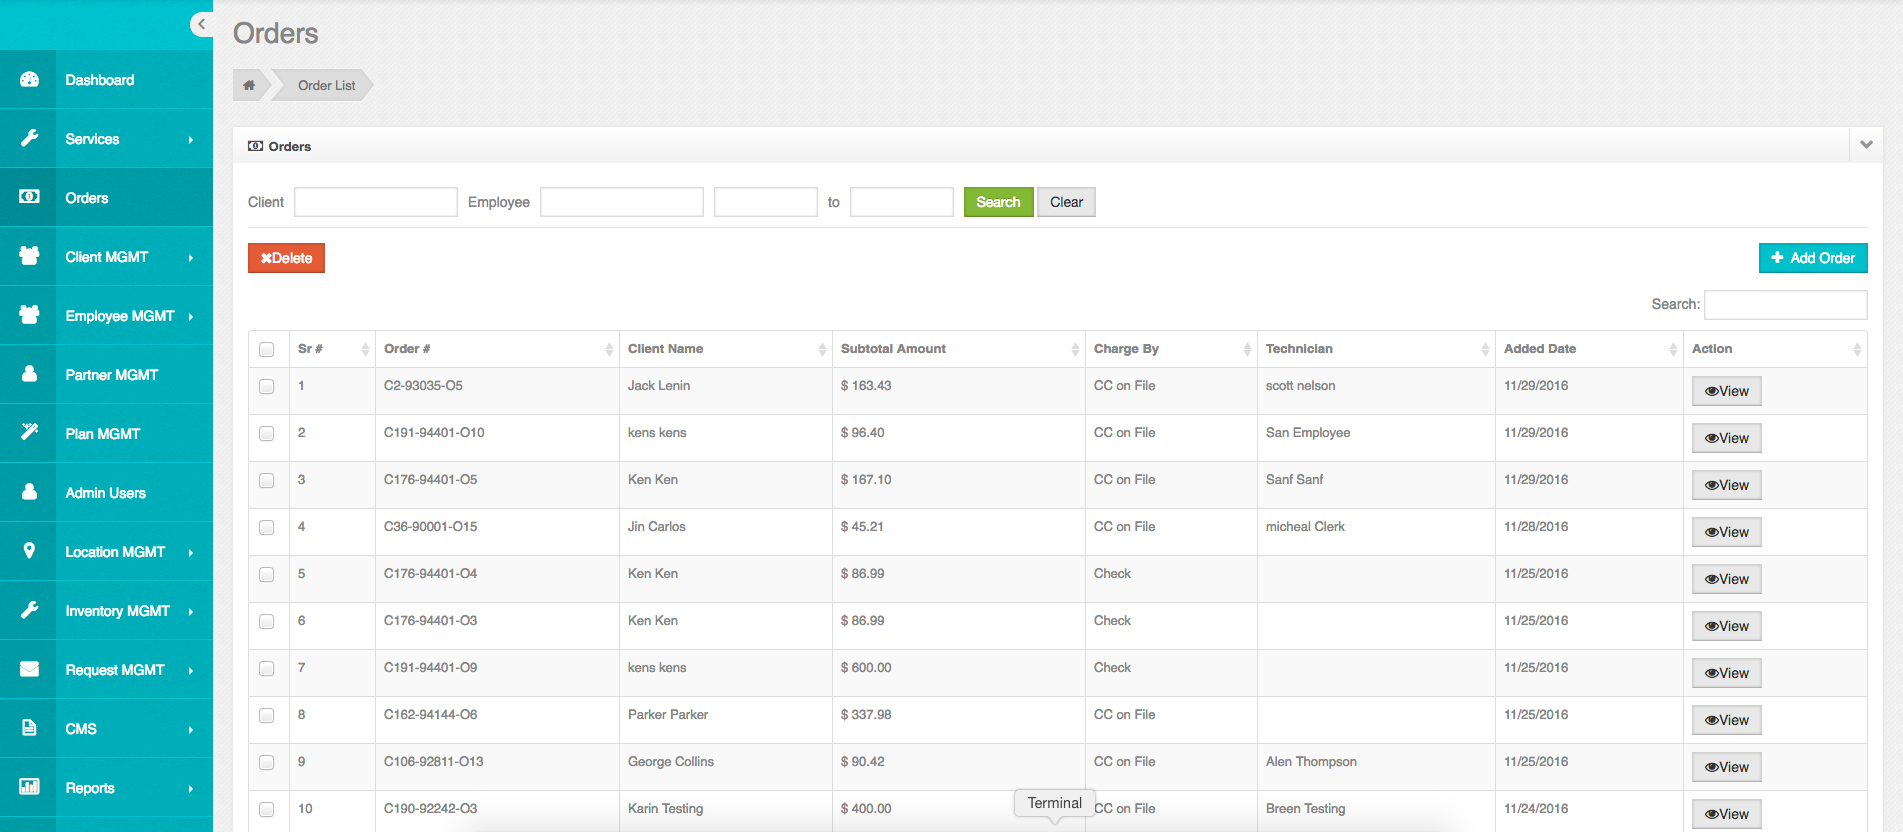 Orders
Order List
Dashboard
Services
Orders
Client MGMT
Employee MGMT
Partner MGMT
Plan MGMT
Admin Users
Location MGMT
Inventory MGMT
Request MGMT
CMS
Reports
Orders
Client Employee to Search Clear
Delete Add Order
Search:
Sr # Order # Client Name Subtotal Amount Charge By Technician Added Date Action
1 C2-93035-O5 Jack Lenin $ 163.43 CC on File scott nelson 11/29/2016 View
2 C191-94401-O10 kens kens $ 96.40 CC on File San Employee 11/29/2016 View
3 C176-94401-O5 Ken Ken $ 167.10 CC on File Sanf Sanf 11/29/2016 View
4 C36-90001-O15 Jin Carlos $ 45.21 CC on File micheal Clerk 11/28/2016 View
5 C176-94401-O4 Ken Ken $ 86.99 Check 11/25/2016 View
6 C176-94401-O3 Ken Ken $ 86.99 Check 11/25/2016 View
7 C191-94401-O9 kens kens $ 600.00 Check 11/25/2016 View
8 C162-94144-O6 Parker Parker $ 337.98 CC on File 11/25/2016 View
9 C106-92811-O13 George Collins $ 90.42 CC on File Alen Thompson 11/25/2016 View
10 C190-92242-O3 Karin Testing $ 400.00 CC on File Breen Testing 11/24/2016 View
Terminal